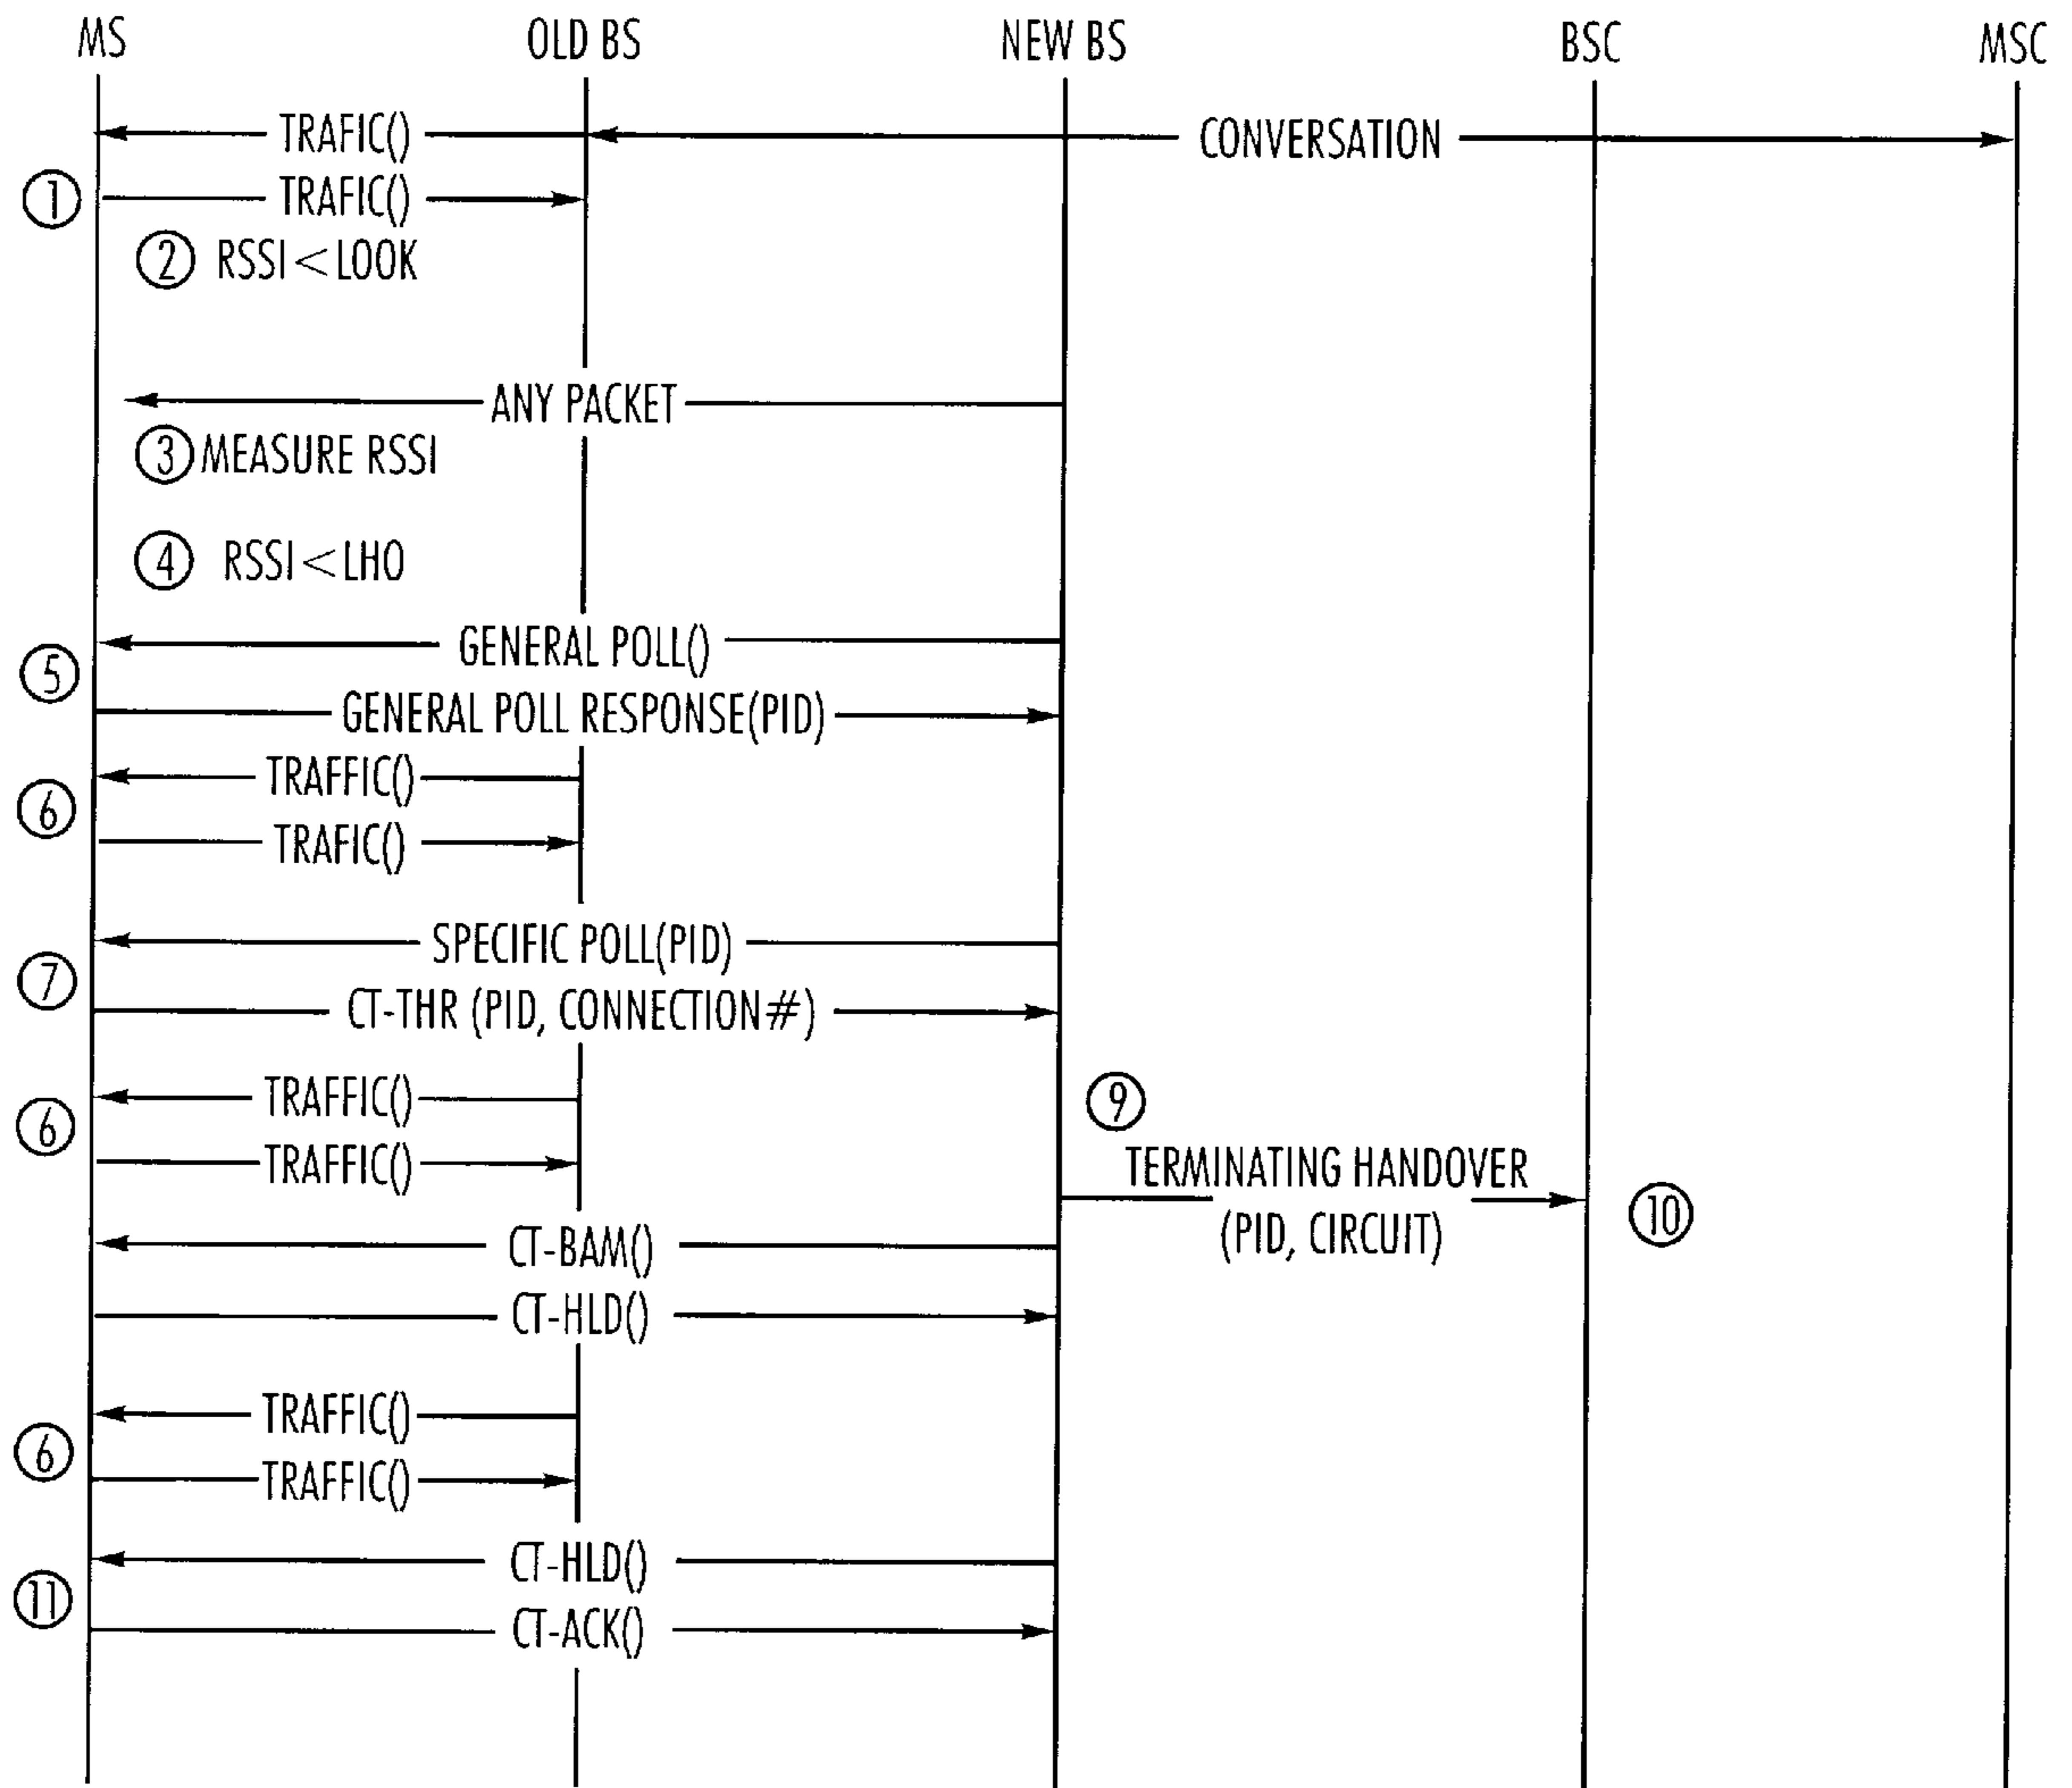 MS OLD BS NEW BS BSC MSC
TRAFIC() CONVERSATION
1 TRAFIC()
2 RSSI<LOOK
ANY PACKET
3 MEASURE RSSI
4 RSSI<LHO
GENERAL POLL()
5
GENERAL POLL RESPONSE(PID)
TRAFFIC()
6
TRAFIC()
SPECIFIC POLL(PID)
7
CT-THR (PID, CONNECTION#)
TRAFFIC() 9
6
TRAFFIC() TERMINATING HANDOVER
(PID, CIRCUIT) 10
CT-BAM()
CT-HLD()
TRAFFIC()
6
TRAFFIC()
CT-HLD()
11
CT-ACK()